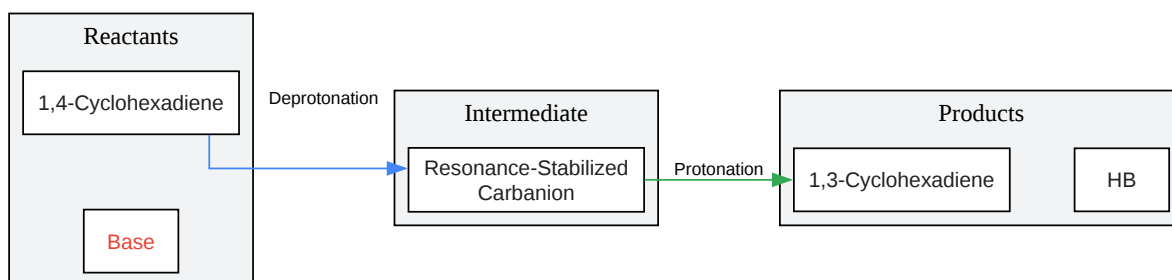 Reactants
1,4-Cyclohexadiene
Base
Deprotonation
Intermediate
Resonance-Stabilized
Carbanion
Protonation
Products
1,3-Cyclohexadiene
HB